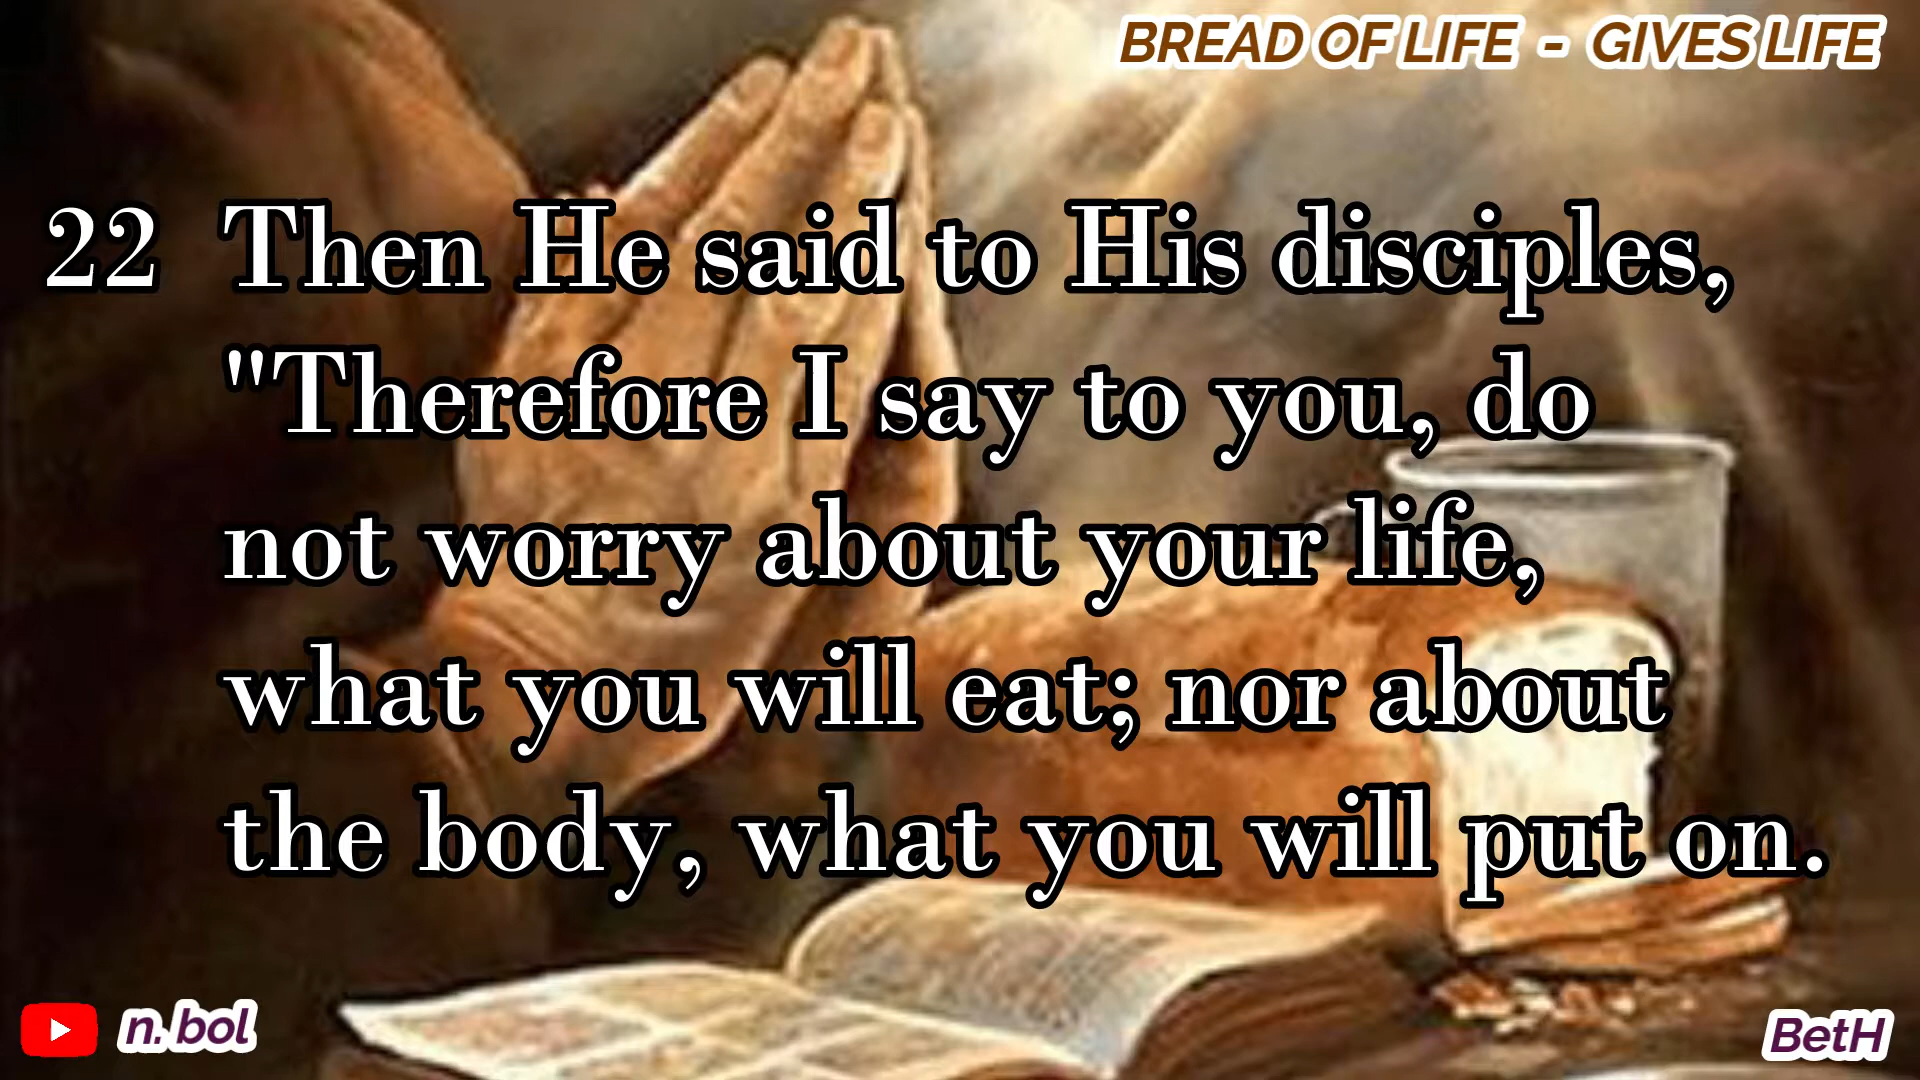 BREAD OF LIFE - GIVES LIFE
22 Then He said to His disciples,
"Therefore I say to you, do
not worry about your life,
what you will eat; nor about
the body, what you will put on.
n. bol
BetH